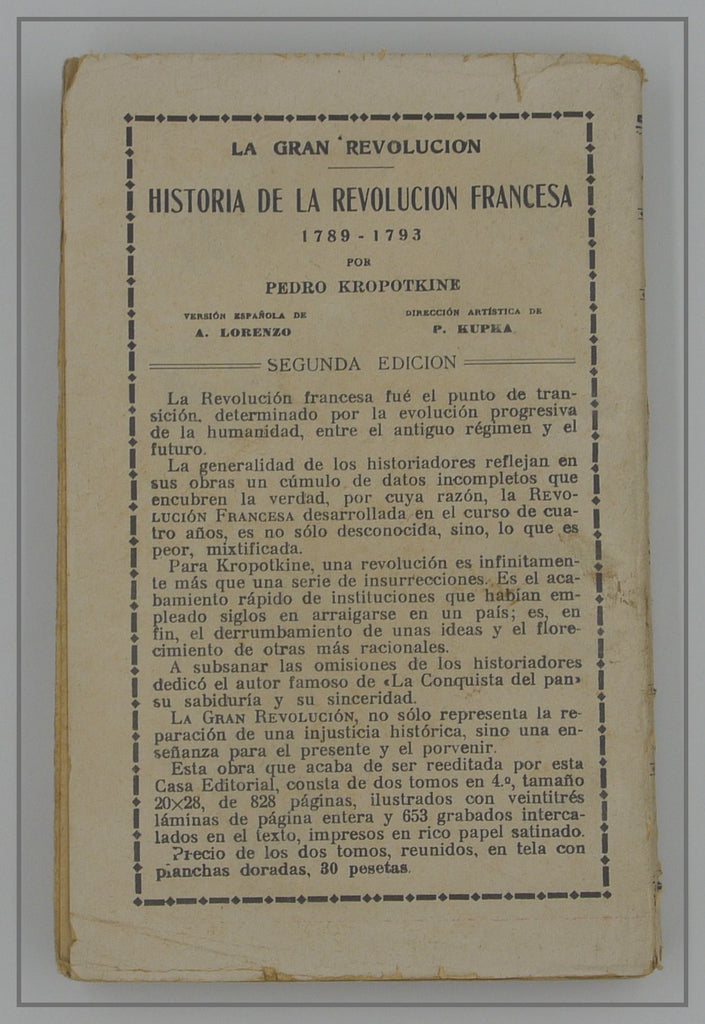 LA GRAN REVOLUCION
HISTORIA DE LA REVOLUCION FRANCESA
1789 - 1793
POR
PEDRO KROPOTKINE
VERSIÓN ESPAÑOLA DE
A. LORENZO
DIRECCIÓN ARTÍSTICA DE
P. KUPKA
SEGUNDA EDICION
La Revolución francesa fué el punto de tran-
sición, determinado por la evolución progresiva
de la humanidad, entre el antiguo régimen y el
futuro.
La generalidad de los historiadores reflejan en
sus obras un cúmulo de datos incompletos que
encubren la verdad, por cuya razón, la REVO-
LUCIÓN FRANCESA desarrollada en el curso de cua-
tro años, es no sólo desconocida, sino, lo que es
peor, mixtificada.
Para Kropotkine, una revolución es infinitamen-
te más que una serie de insurrecciones. Es el aca-
bamiento rápido de instituciones que habían em-
pleado siglos en arraigarse en un país; es, en
fin, el derrumbamiento de unas ideas y el flore-
cimiento de otras más racionales.
A subsanar las omisiones de los historiadores
dedicó el autor famoso de «La Conquista del pan»
su sabiduría y su sinceridad.
LA GRAN REVOLUCIÓN, no sólo representa la re-
paración de una injusticia histórica, sino una en-
señanza para el presente y el porvenir.
Esta obra que acaba de ser reeditada por esta
Casa Editorial, consta de dos tomos en 4.º, tamaño
20×28, de 828 páginas, ilustrados con veintitrés
láminas de página entera y 653 grabados interca-
lados en el texto, impresos en rico papel satinado.
Precio de los dos tomos, reunidos, en tela con
planchas doradas, 30 pesetas.